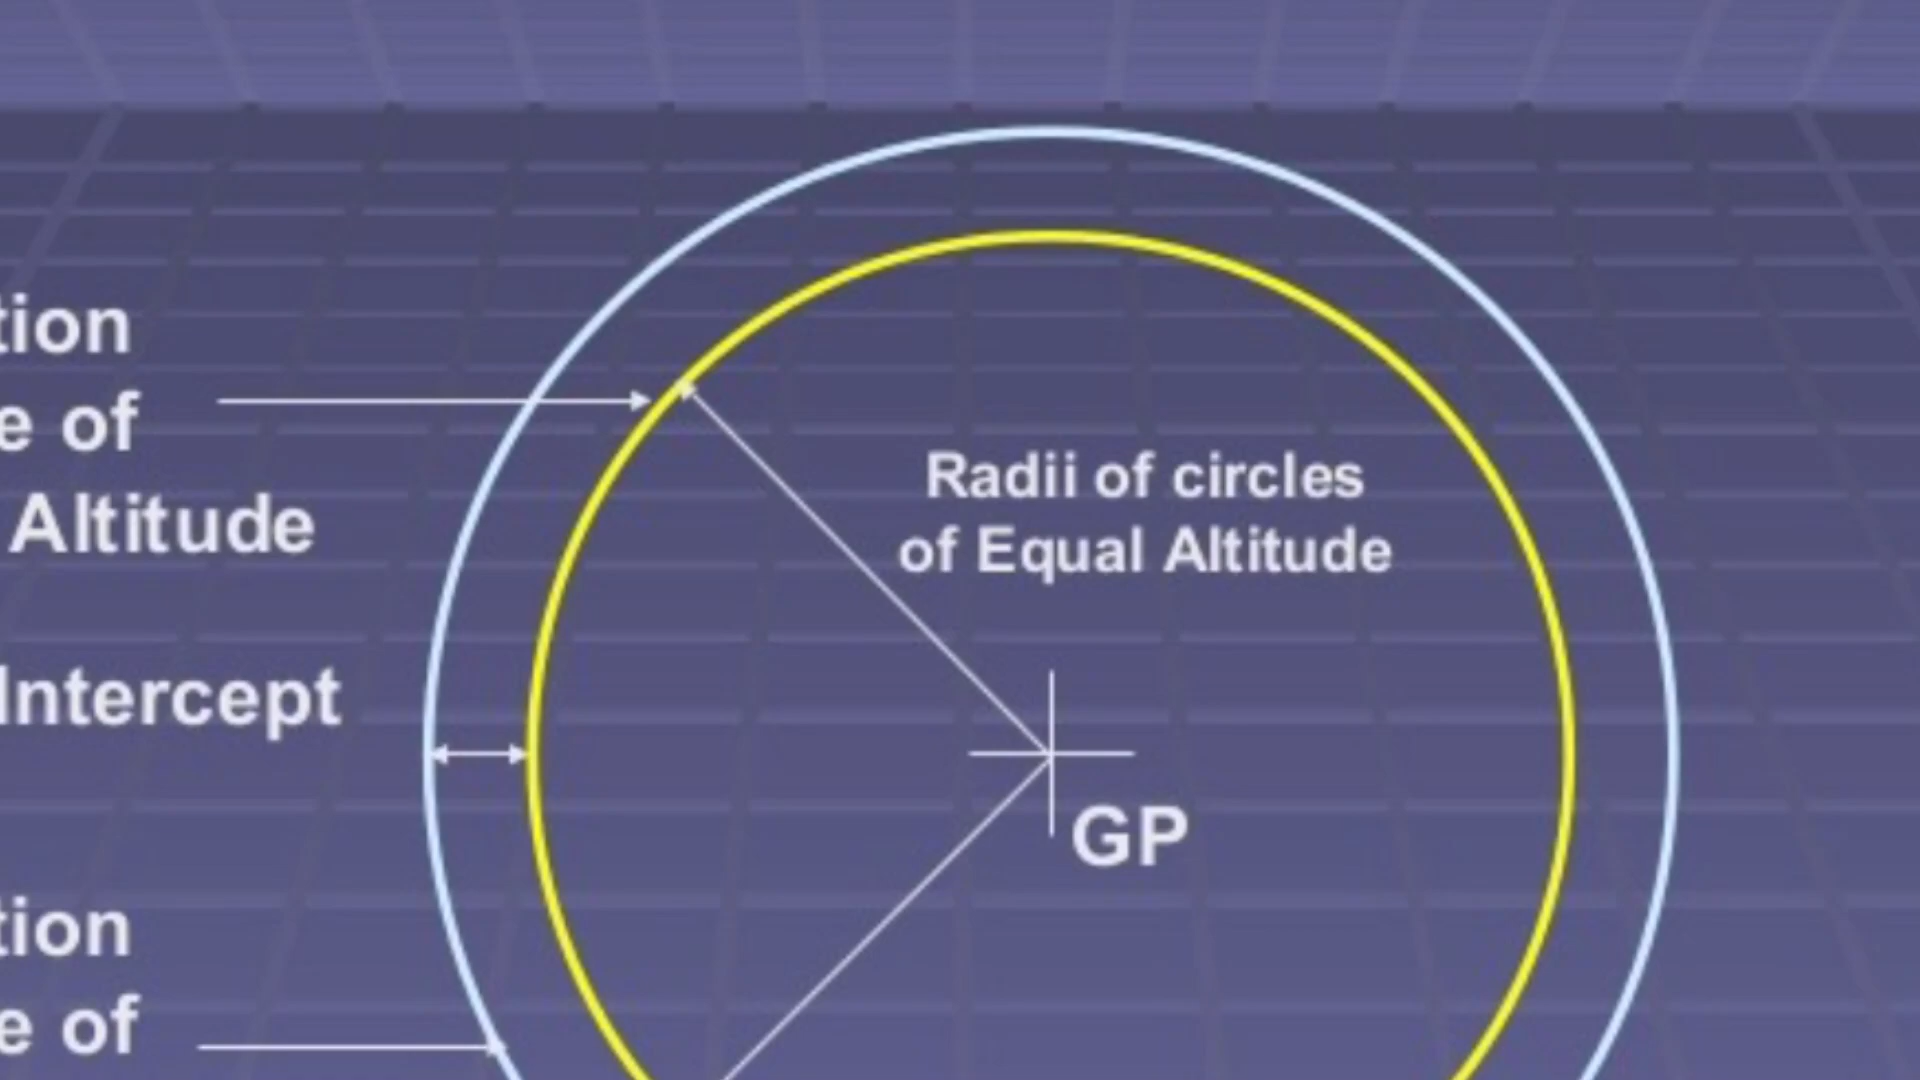 tion
e of
Altitude
Radii of circles
of Equal Altitude
Intercept
GP
tion
e of